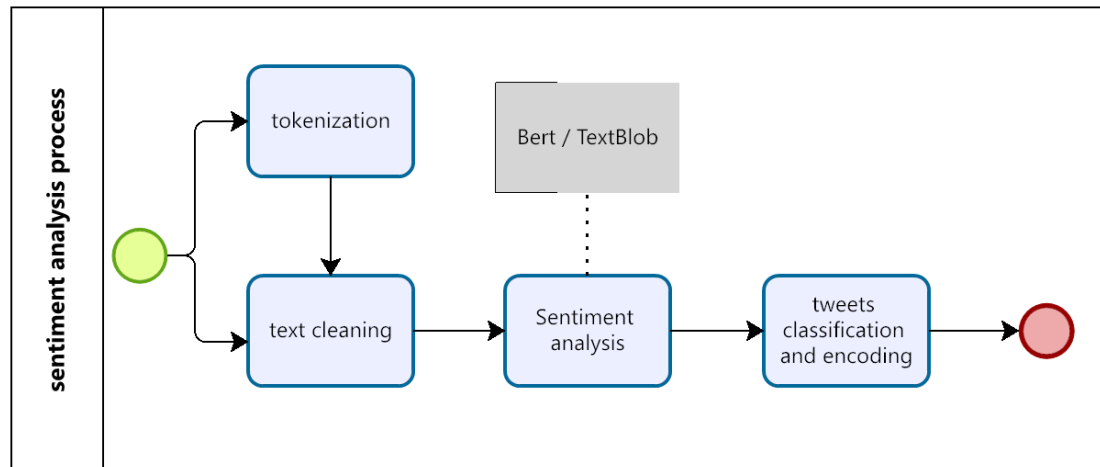 sentiment analysis process
tokenization
Bert / TextBlob
text cleaning
Sentiment
analysis
tweets
classification
and encoding